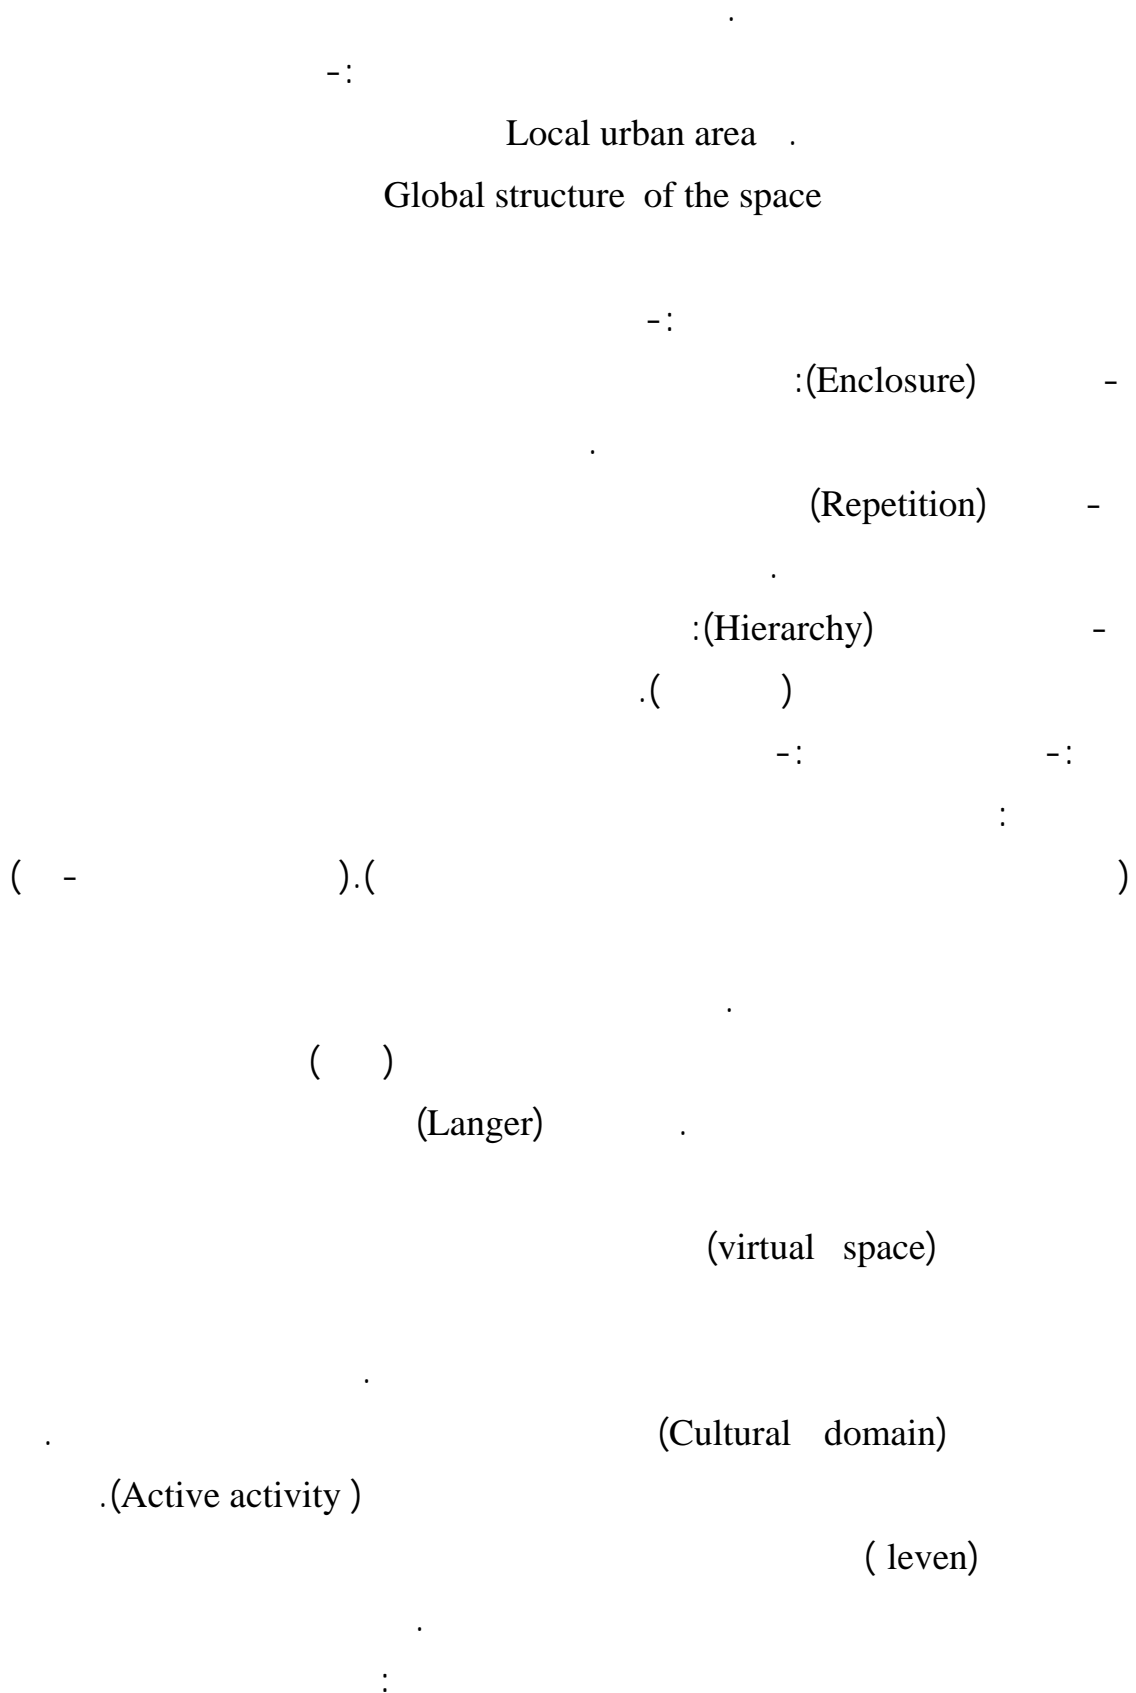 .
-:
Local urban area .
Global structure of the space
-:
:(Enclosure) -
.
(Repetition) -
.
:(Hierarchy) -
.( )
-: -:
:
( - ).( )
.
( )
(Langer) .
(virtual space)
.
. (Cultural domain)
.(Active activity )
( leven)
.
: